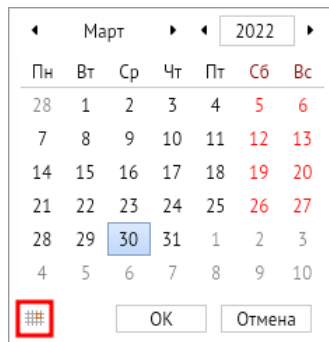 Март 2022
Пн Вт Ср Чт Пт Сб Вс
28 1 2 3 4 5 6
7 8 9 10 11 12 13
14 15 16 17 18 19 20
21 22 23 24 25 26 27
28 29 30 31 1 2 3
4 5 6 7 8 9 10
ОК Отмена